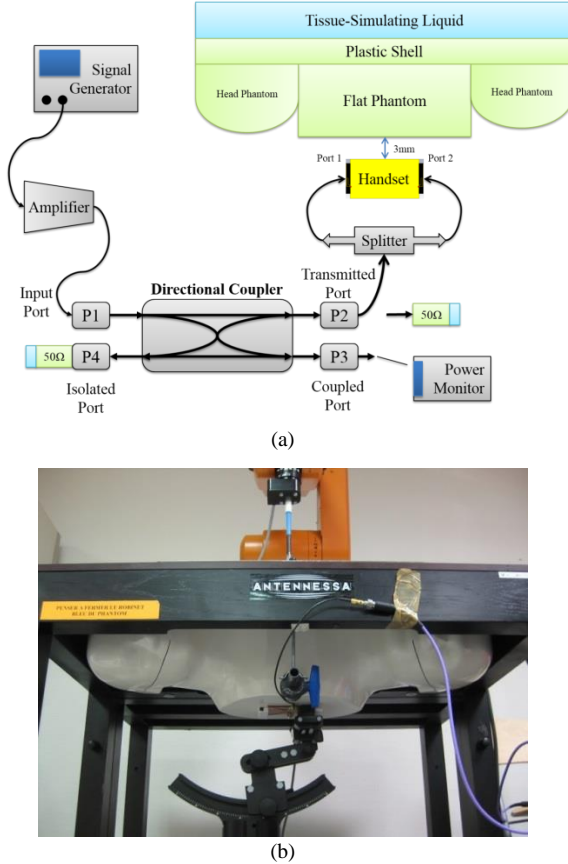 Signal
Generator
Tissue-Simulating Liquid
Plastic Shell
Head Phantom
Flat Phantom
Head Phantom
3mm
Port 1
Port 2
Handset
Amplifier
Splitter
Transmitted
Port
Directional Coupler
Input
Port
P1
P2
50Ω
50Ω
P4
P3
Isolated
Port
Coupled
Port
Power
Monitor
(a)
ANTENNESSA
PENSER A FERMER LE ROBINET
BLEU DU PHANTOM
(b)